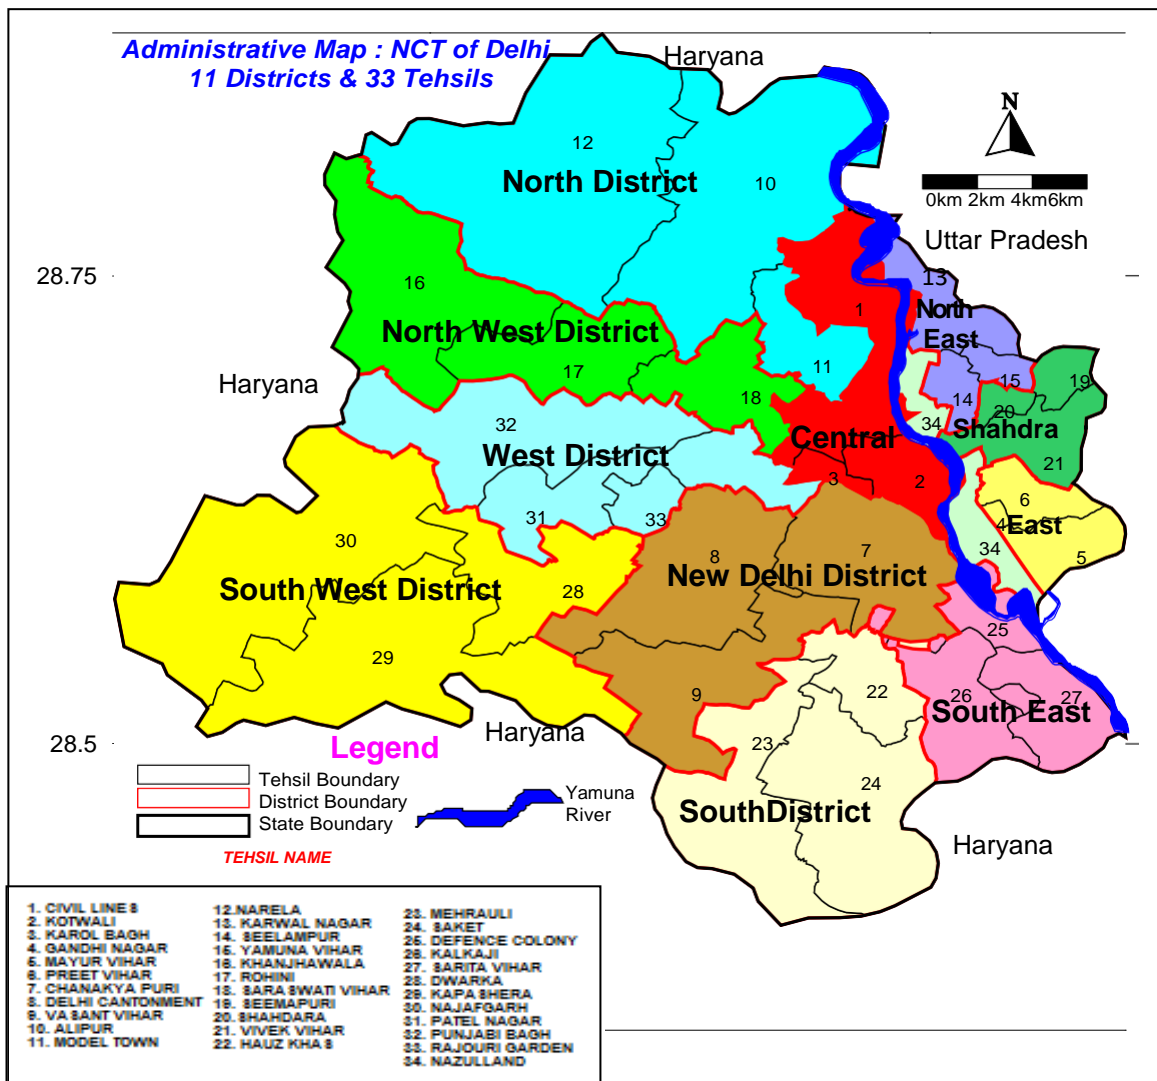 Administrative Map : NCT of Delhi
11 Districts & 33 Tehsils
Haryana
N
0km 2km 4km6km
Uttar Pradesh
28.75
12
North District
10
13
16
1
North
East
North West District
17
11
15
19
Haryana
18
14
20
32
34
Shahdra
West District
Central
21
3
2
6
31
33
4
East
30
8
7
34
5
South West District
New Delhi District
28
25
29
9
22
26
27
South East
28.5
Haryana
23
24
SouthDistrict
Haryana
Legend
Tehsil Boundary
District Boundary
State Boundary
Yamuna
River
TEHSIL NAME
1. CIVIL LINES
2. KOTWALI
3. KAROL BAGH
4. GANDHI NAGAR
5. MAYUR VIHAR
6. PREET VIHAR
7. CHANAKYA PURI
8. DELHI CANTONMENT
9. VASANT VIHAR
10. ALIPUR
11. MODEL TOWN
12.NARELA
13. KARWAL NAGAR
14. SEELAMPUR
15. YAMUNA VIHAR
16. KHANJHAWALA
17. ROHINI
18. SARASWATI VIHAR
19. SEEMAPURI
20. SHAHDARA
21. VIVEK VIHAR
22. HAUZ KHAS
23. MEHRAULI
24. SAKET
25. DEFENCE COLONY
26. KALKAJI
27. SARITA VIHAR
28. DWARKA
29. KAPASHERA
30. NAJAFGARH
31. PATEL NAGAR
32. PUNJABI BAGH
33. RAJOURI GARDEN
34. NAZULLAND